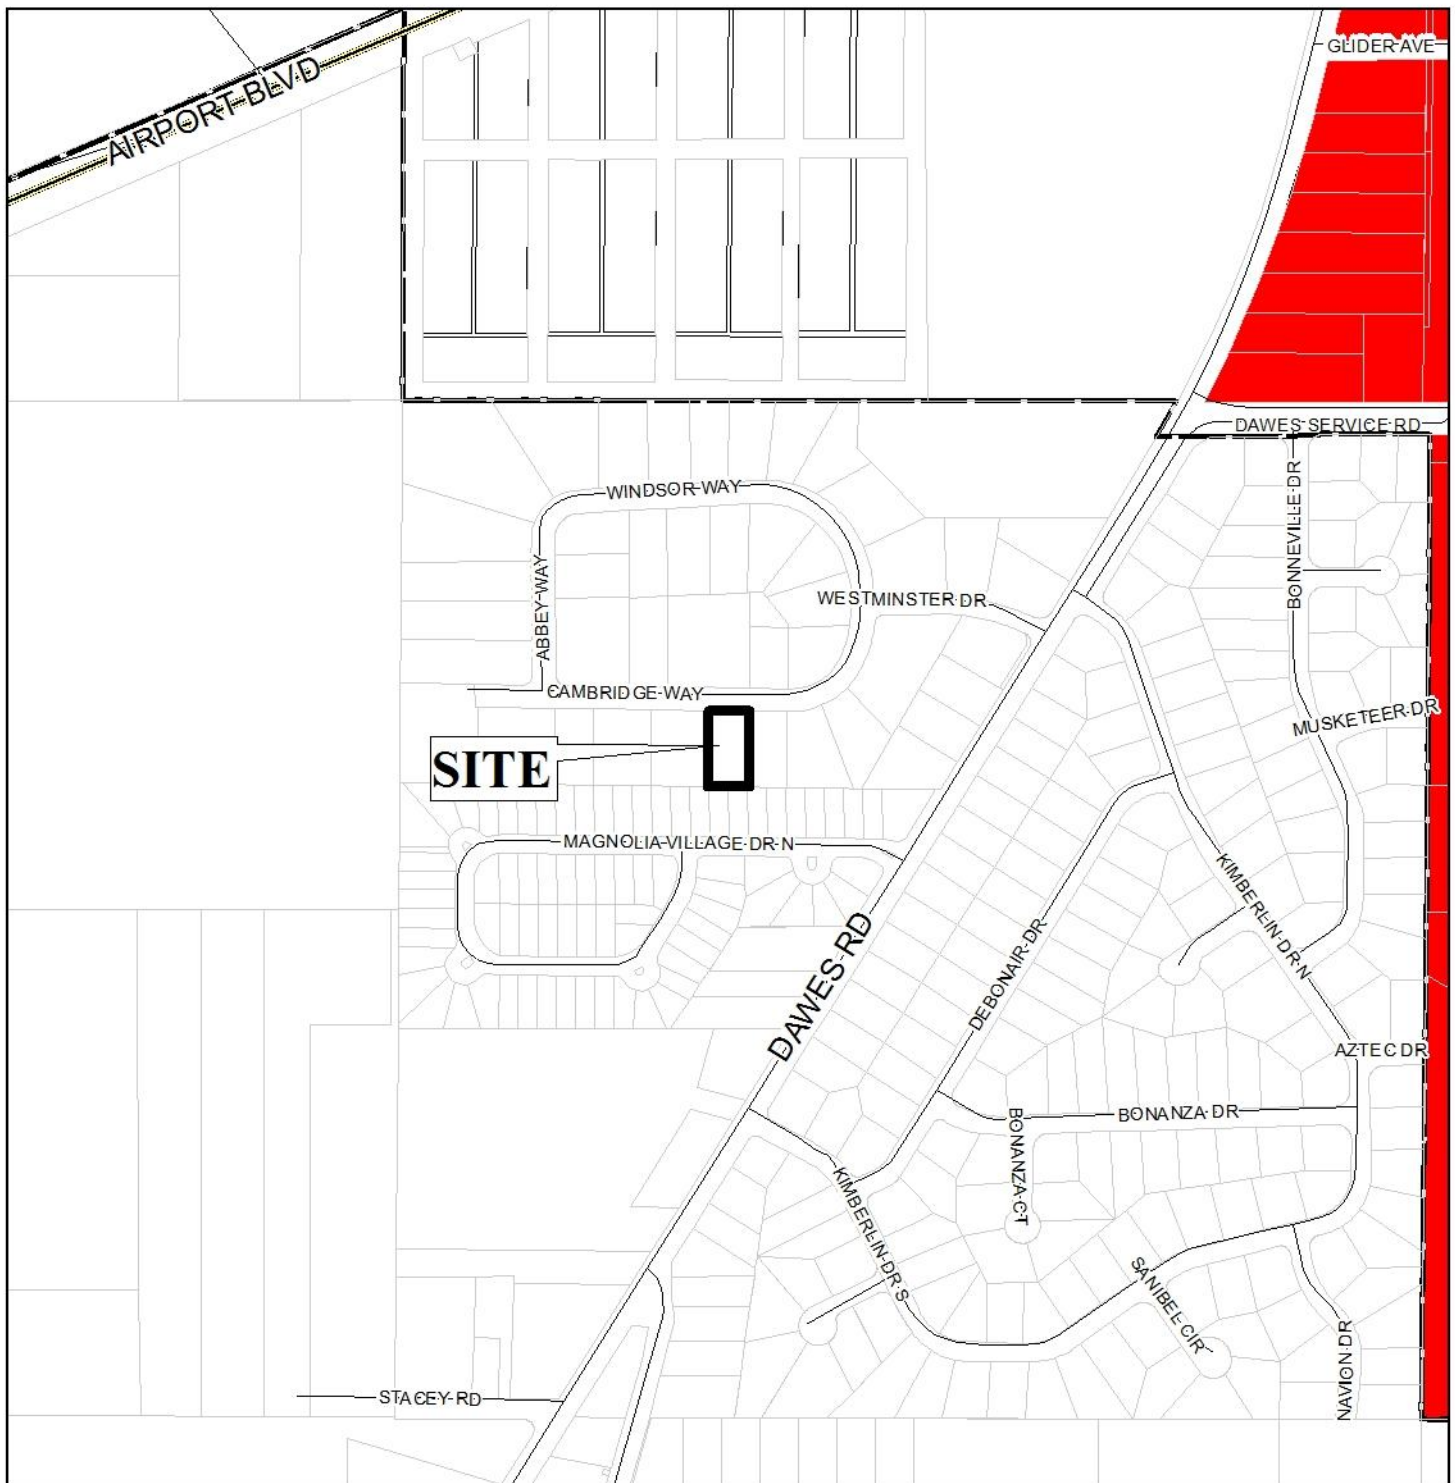 GLIDER AVE
AIRPORT BLVD
DAWES SERVICE RD
WINDSOR WAY
BONNEVILLE DR
ABBEY WAY
WESTMINSTER DR
CAMBRIDGE WAY
MUSKETEER DR
SITE
MAGNOLIA VILLAGE DR N
KIMBERLIN DR N
DAWES RD
DEBONAIR DR
AZTEC DR
BONANZA DR
BONANZA CT
KIMBERLIN DR S
SANIBEL CIR
NAVION DR
STACEY RD